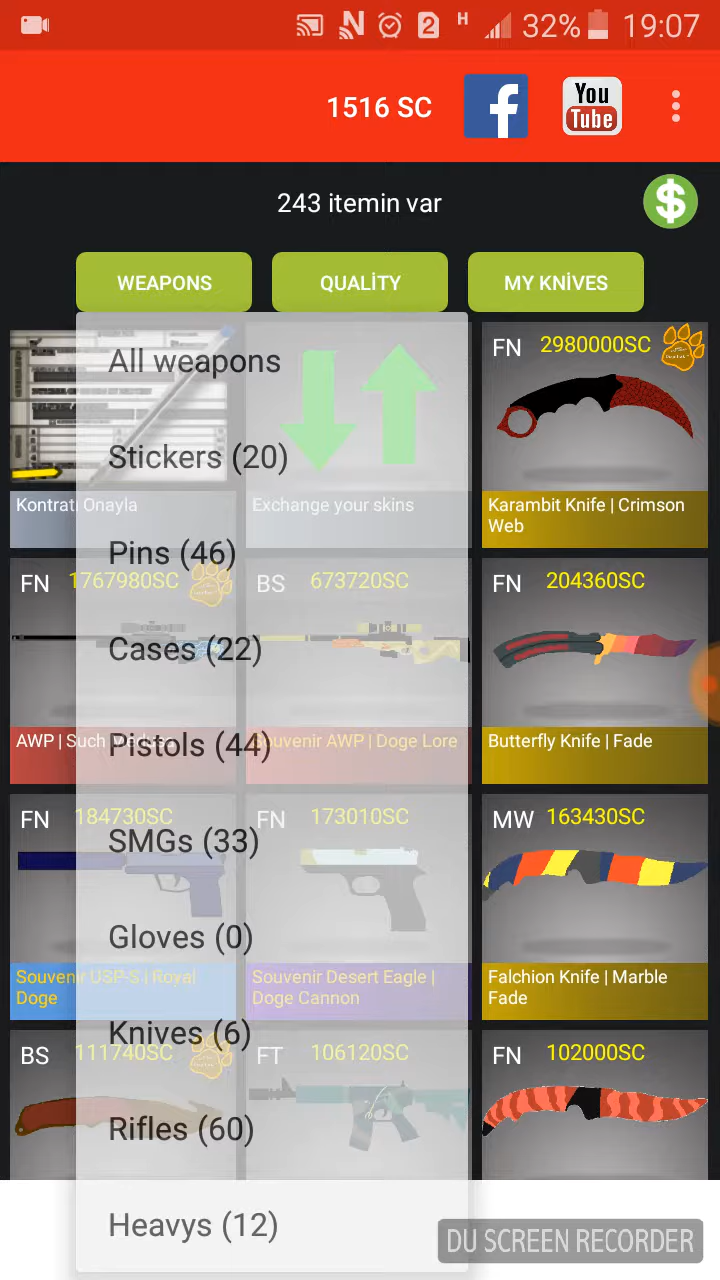 H 32% 19:07
1516 SC
f You Tube
243 itemin var
$
WEAPONS QUALİTY MY KNİVES
All weapons
Stickers (20)
Pins (46)
Cases (22)
Pistols (44)
SMGs (33)
Gloves (0)
Knives (6)
Rifles (60)
Heavys (12)
Kontrat Onayla
Exchange your skins
FN 2980000SC
Karambit Knife | Crimson
Web
FN 1767980SC
AWP | Such Medusa
BS 673720SC
Souvenir AWP | Doge Lore
FN 204360SC
Butterfly Knife | Fade
FN 184730SC
Souvenir USP-S | Royal
Doge
FN 173010SC
Souvenir Desert Eagle |
Doge Cannon
MW 163430SC
Falchion Knife | Marble
Fade
BS 111740SC
FT 106120SC
FN 102000SC
DU SCREEN RECORDER